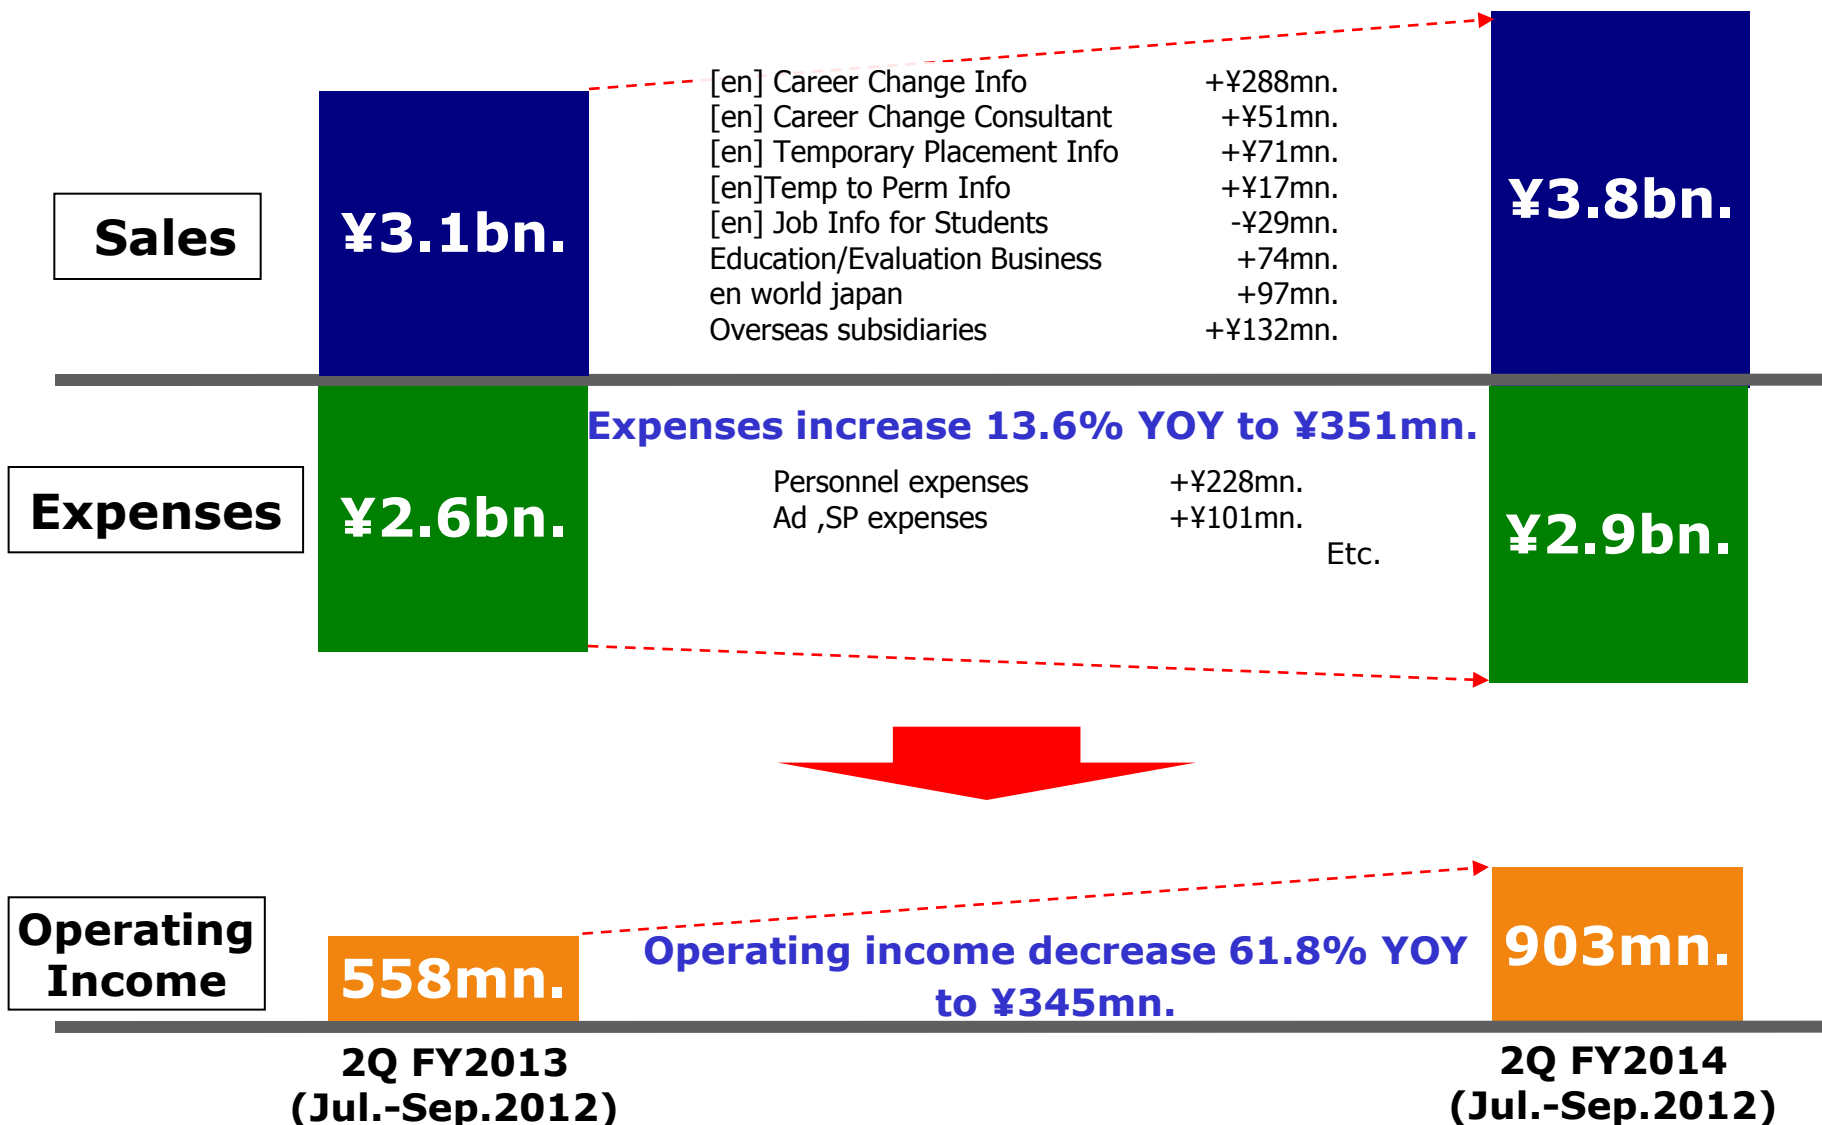 [en] Career Change Info +¥288mn.
[en] Career Change Consultant +¥51mn.
[en] Temporary Placement Info +¥71mn.
[en]Temp to Perm Info +¥17mn.
[en] Job Info for Students -¥29mn.
Education/Evaluation Business +74mn.
en world japan +97mn.
Overseas subsidiaries +¥132mn.
Sales
¥3.1bn.
¥3.8bn.
Expenses increase 13.6% YOY to ¥351mn.
Personnel expenses +¥228mn.
Ad ,SP expenses +¥101mn.
Etc.
Expenses
¥2.6bn.
¥2.9bn.
Operating
Income
558mn.
Operating income decrease 61.8% YOY
to ¥345mn.
903mn.
2Q FY2013
(Jul.-Sep.2012)
2Q FY2014
(Jul.-Sep.2012)